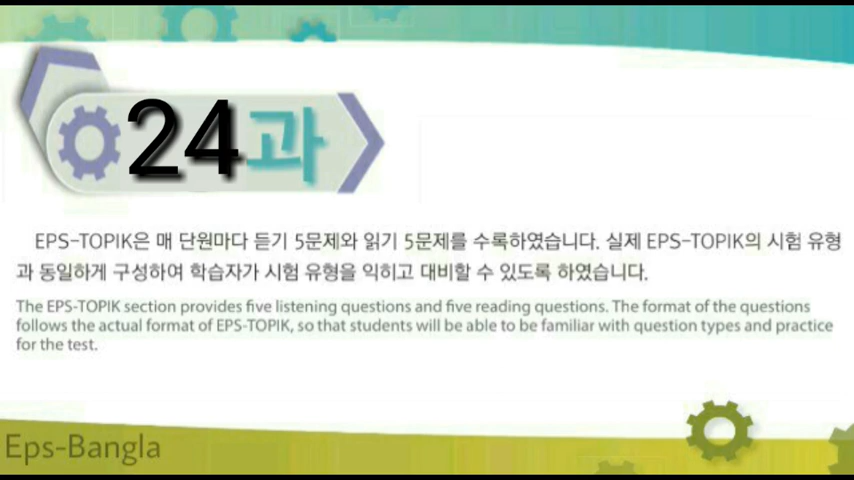 24과
EPS-TOPIK은 매 단원마다 듣기 5문제와 읽기 5문제를 수록하였습니다. 실제 EPS-TOPIK의 시험 유형
과 동일하게 구성하여 학습자가 시험 유형을 익히고 대비할 수 있도록 하였습니다.
The EPS-TOPIK section provides five listening questions and five reading questions. The format of the questions
follows the actual format of EPS-TOPIK, so that students will be able to be familiar with question types and practice
for the test.
Eps-Bangla